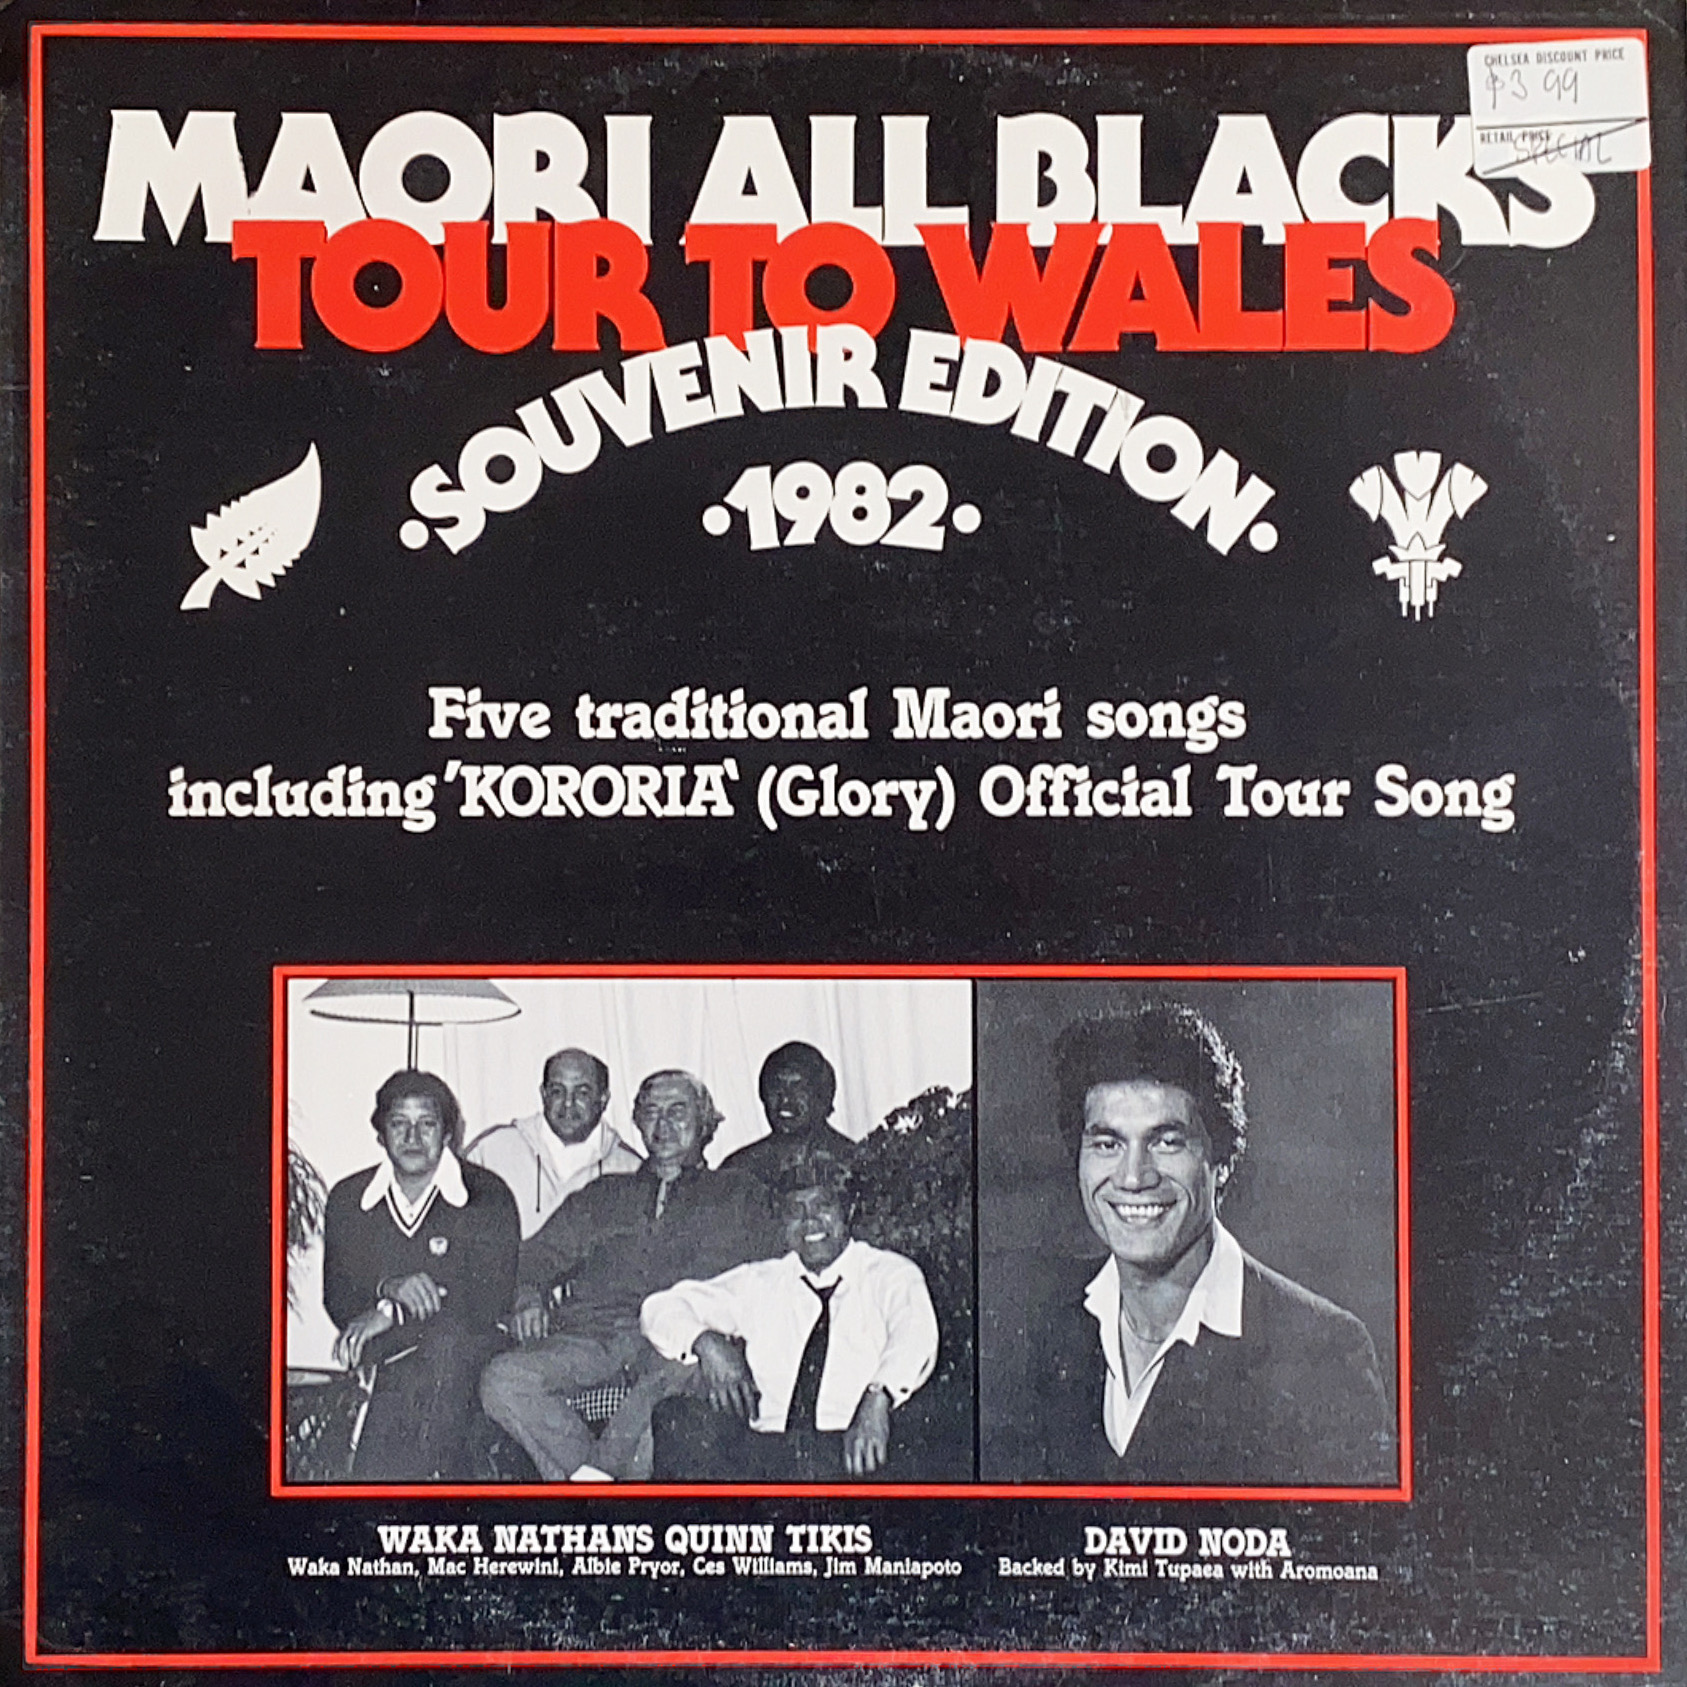 CHELSEA DISCOUNT PRICE
$3 99
RETAIL PRICE
SPECIAL
MAORI ALL BLACKS
TOUR TO WALES
•SOUVENIR EDITION•
•1982•
Five traditional Maori songs
including 'KORORIA' (Glory) Official Tour Song
WAKA NATHANS QUINN TIKIS
Waka Nathan, Mac Herewini, Albie Pryor, Ces Williams, Jim Maniapoto
DAVID NODA
Backed by Kimi Tupaea with Aromoana